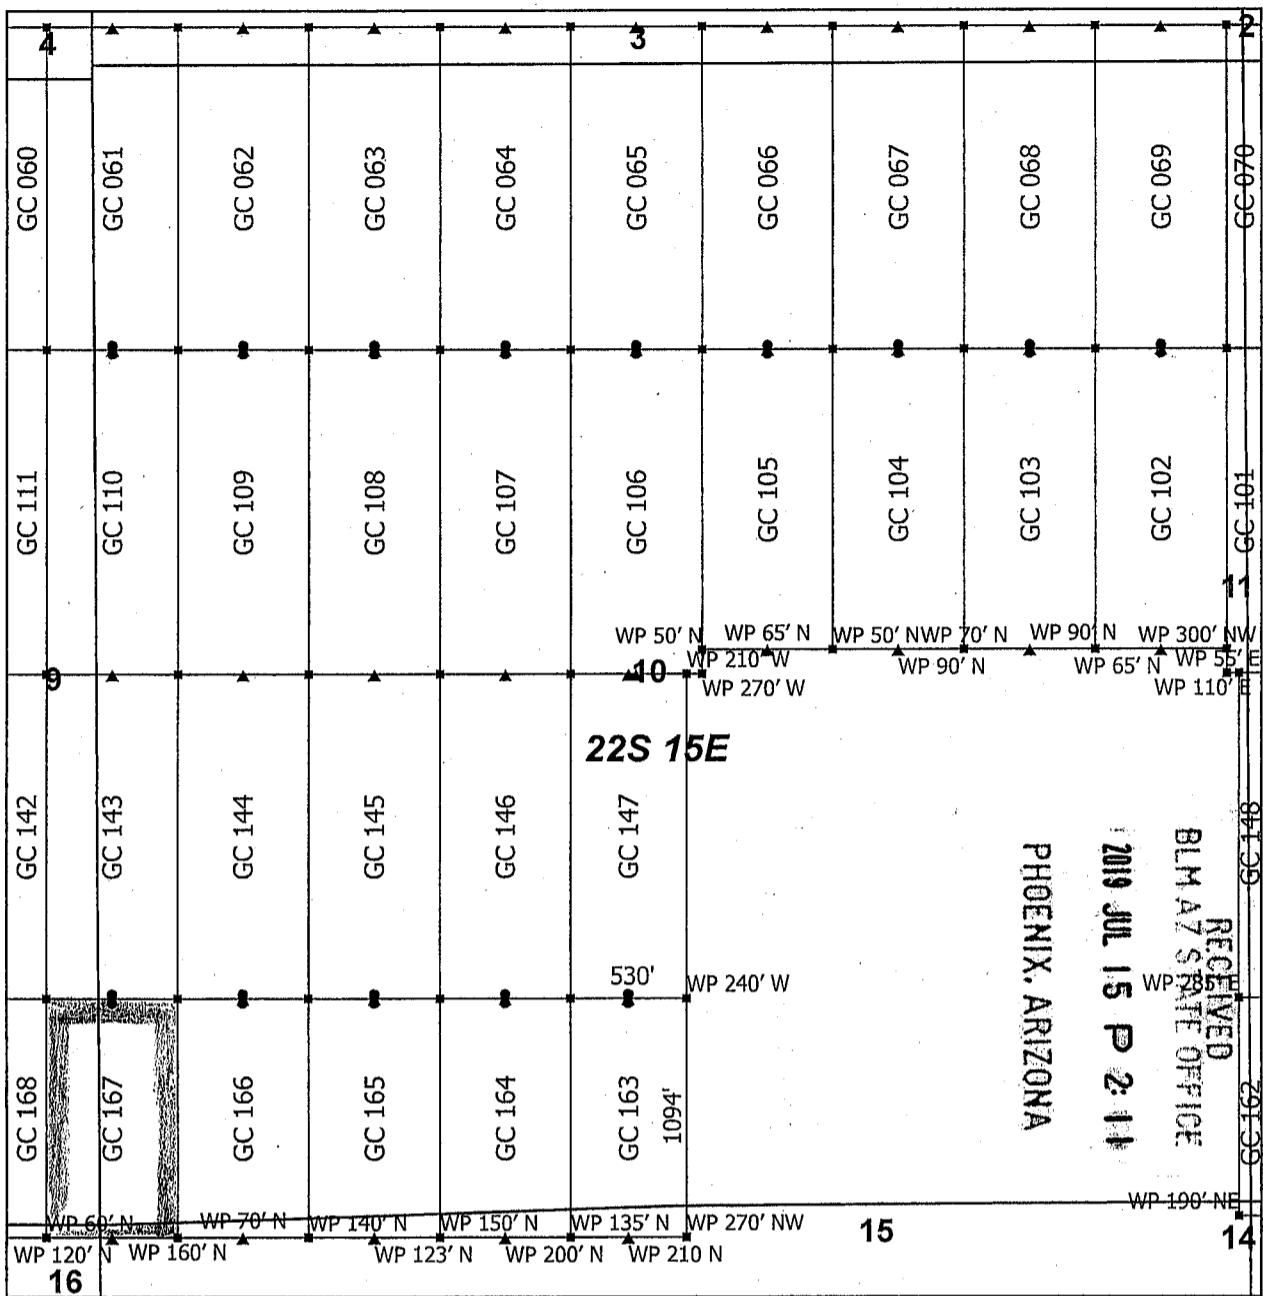 4 3 2
GC 060 GC 061 GC 062 GC 063 GC 064 GC 065 GC 066 GC 067 GC 068 GC 069 GC 070
GC 111 GC 110 GC 109 GC 108 GC 107 GC 106 GC 105 GC 104 GC 103 GC 102 GC 101
11
WP 50' N WP 65' N WP 50' NW WP 70' N WP 90' N WP 300' NW
WP 210' W WP 90' N WP 65' N WP 55' E
9 10
WP 270' W WP 110' E
22S 15E
GC 142 GC 143 GC 144 GC 145 GC 146 GC 147 GC 148
RECEIVED
BLM AZ STATE OFFICE
2019 JUL 15 P 2:11
PHOENIX, ARIZONA
530' WP 240' W WP 285' E
GC 168 GC 167 GC 166 GC 165 GC 164 GC 163 1094' GC 162
WP 190' NE
WP 60' N WP 70' N WP 140' N WP 150' N WP 135' N WP 270' NW
15 14
WP 120' N WP 160' N WP 123' N WP 200' N WP 210 N
16